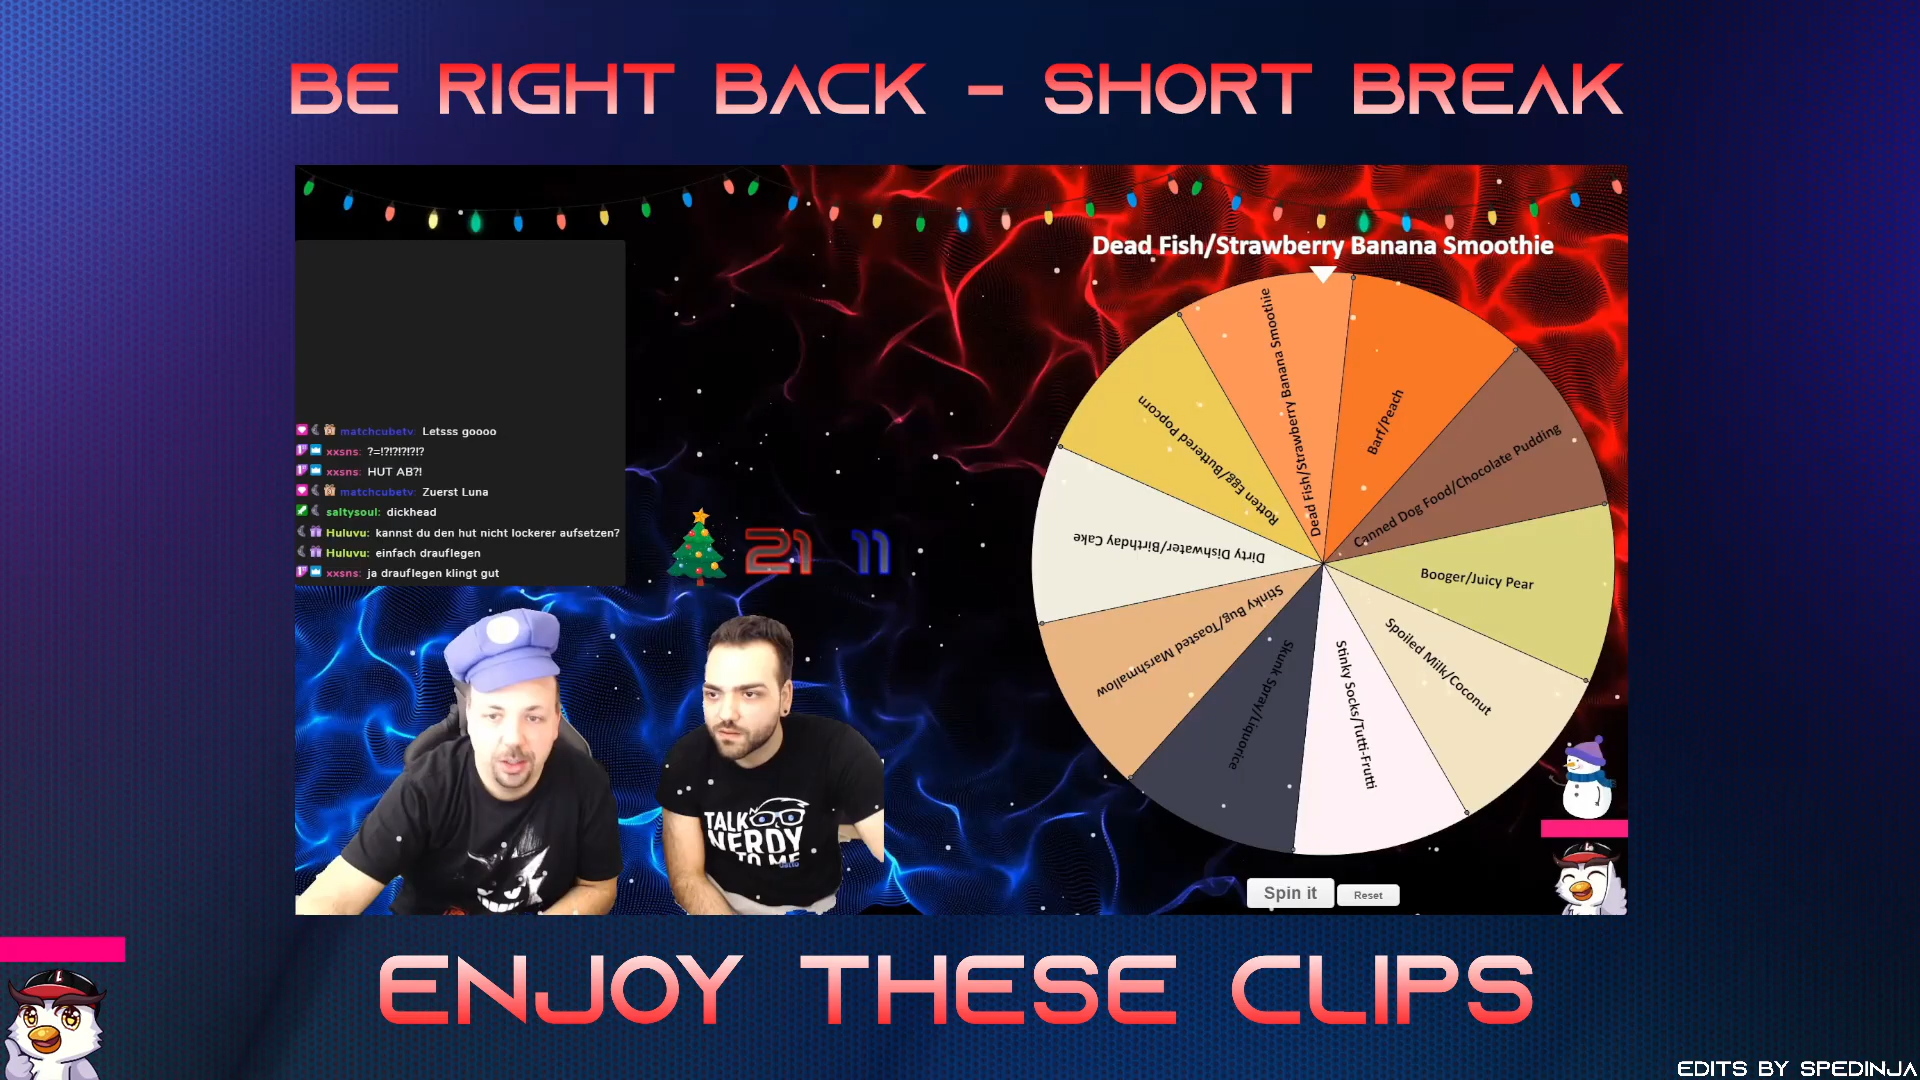 BE RIGHT BACK - SHORT BREAK
Dead Fish/Strawberry Banana Smoothie
matchcubetv: Letsss goooo
xxsns: ?=!?!?!?!?!?
xxsns: HUT AB?!
matchcubetv: Zuerst Luna
saltysoul: dickhead
Huluvu: kannst du den hut nicht lockerer aufsetzen?
Huluvu: einfach drauflegen
xxsns: ja drauflegen klingt gut
21 11
Dead Fish/Strawberry Banana Smoothie
Barf/Peach
Canned Dog Food/Chocolate Pudding
Booger/Juicy Pear
Spoiled Milk/Coconut
Stinky Socks/Tutti-Frutti
Skunk Spray/Liquorice
Stinky Bug/Toasted Marshmallow
Dirty Dishwater/Birthday Cake
Rotten Egg/Buttered Popcorn
TALK
NERDY
TO ME
Spin it
Reset
ENJOY THESE CLIPS
L
EDITS BY SPEDINJA